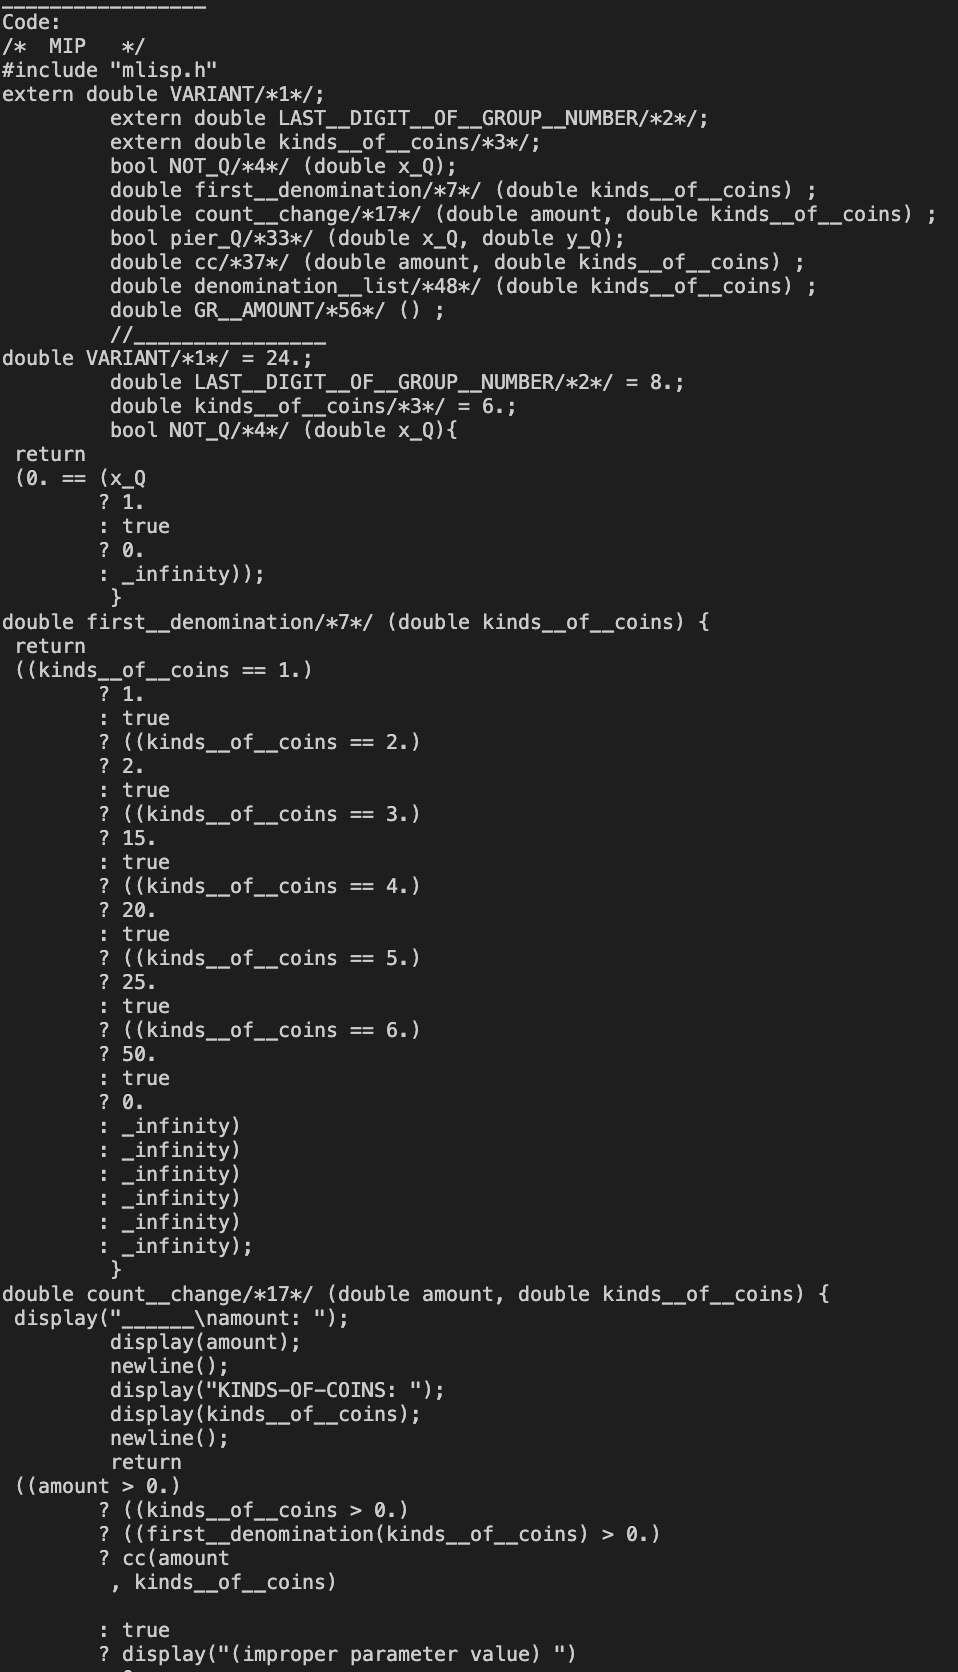 _________________
Code:
/*  MIP   */
#include "mlisp.h"
extern double VARIANT/*1*/;
         extern double LAST__DIGIT__OF__GROUP__NUMBER/*2*/;
         extern double kinds__of__coins/*3*/;
         bool NOT_Q/*4*/ (double x_Q);
         double first__denomination/*7*/ (double kinds__of__coins) ;
         double count__change/*17*/ (double amount, double kinds__of__coins) ;
         bool pier_Q/*33*/ (double x_Q, double y_Q);
         double cc/*37*/ (double amount, double kinds__of__coins) ;
         double denomination__list/*48*/ (double kinds__of__coins) ;
         double GR__AMOUNT/*56*/ () ;
         //________________
double VARIANT/*1*/ = 24.;
         double LAST__DIGIT__OF__GROUP__NUMBER/*2*/ = 8.;
         double kinds__of__coins/*3*/ = 6.;
         bool NOT_Q/*4*/ (double x_Q){
 return
 (0. == (x_Q
        ? 1.
        : true
        ? 0.
        : _infinity));
         }
double first__denomination/*7*/ (double kinds__of__coins) {
 return
 ((kinds__of__coins == 1.)
        ? 1.
        : true
        ? ((kinds__of__coins == 2.)
        ? 2.
        : true
        ? ((kinds__of__coins == 3.)
        ? 15.
        : true
        ? ((kinds__of__coins == 4.)
        ? 20.
        : true
        ? ((kinds__of__coins == 5.)
        ? 25.
        : true
        ? ((kinds__of__coins == 6.)
        ? 50.
        : true
        ? 0.
        : _infinity)
        : _infinity)
        : _infinity)
        : _infinity)
        : _infinity)
        : _infinity);
         }
double count__change/*17*/ (double amount, double kinds__of__coins) {
 display("______\namount: ");
         display(amount);
         newline();
         display("KINDS-OF-COINS: ");
         display(kinds__of__coins);
         newline();
         return
 ((amount > 0.)
        ? ((kinds__of__coins > 0.)
        ? ((first__denomination(kinds__of__coins) > 0.)
        ? cc(amount
         , kinds__of__coins)

        : true
        ? display("(improper parameter value) ")